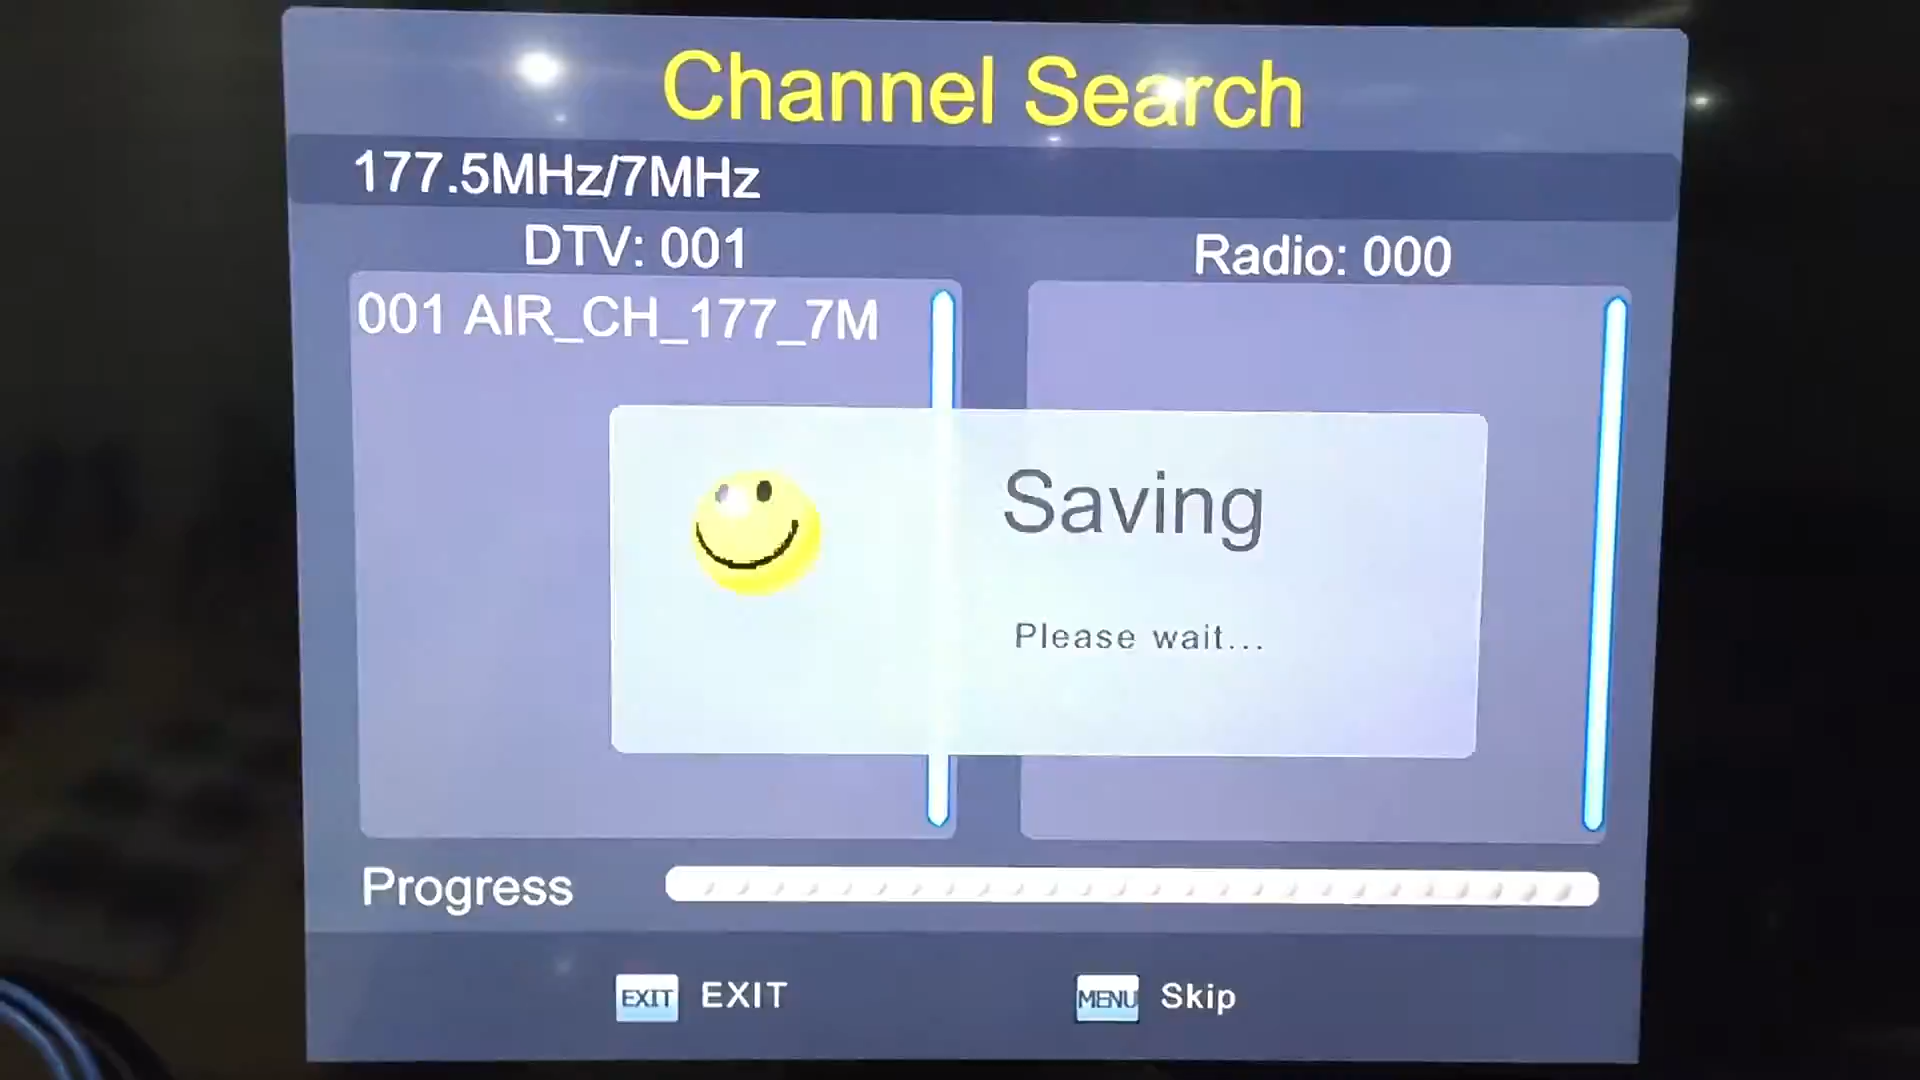 Channel Search
177.5MHz/7MHz
DTV: 001
Radio: 000
001 AIR_CH_177_7M
Saving
Please wait...
Progress
EXIT EXIT
MENU Skip